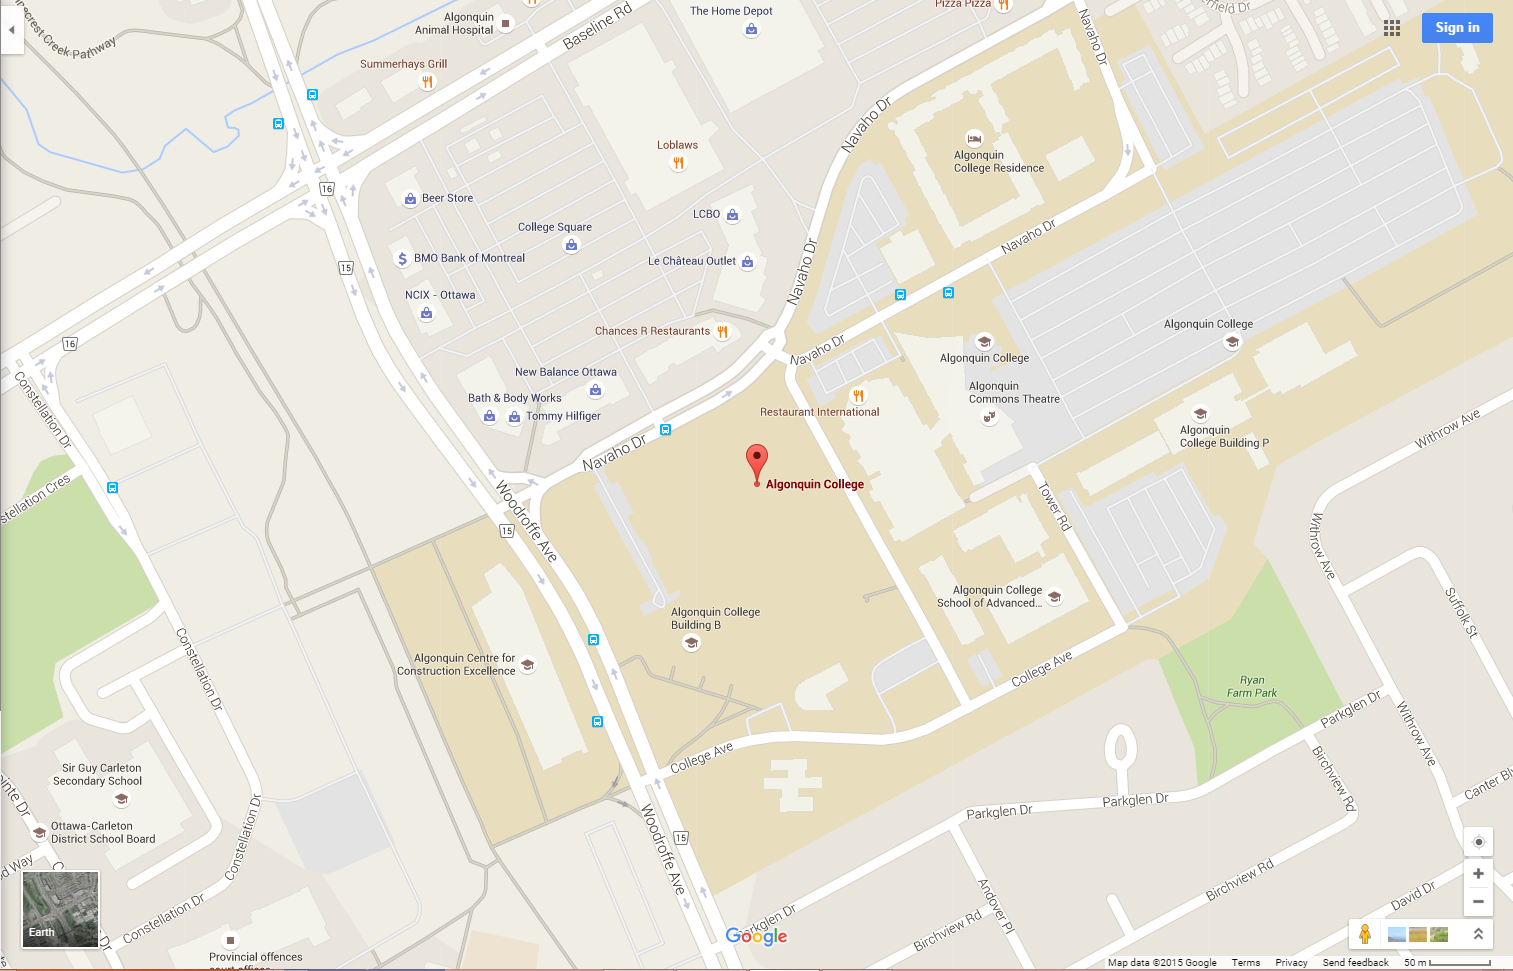 Pizza Pizza
The Home Depot
Algonquin
Animal Hospital
Baseline Rd
Navaho Dr
Sign in
Summerhays Grill
Navaho Dr
Loblaws
Algonquin
College Residence
Beer Store
LCBO
College Square
Navaho Dr
BMO Bank of Montreal
Le Château Outlet
Navaho Dr
16
15
NCIX - Ottawa
Chances R Restaurants
Algonquin College
16
Navaho Dr
Algonquin College
New Balance Ottawa
Algonquin
Commons Theatre
Constellation Dr
Bath & Body Works
Tommy Hilfiger
Restaurant International
Algonquin
College Building P
Withrow Ave
Navaho Dr
Algonquin College
Woodroffe Ave
15
Tower Rd
Withrow Ave
Algonquin College
School of Advanced...
Suffolk St
Algonquin College
Building B
Constellation Dr
Algonquin Centre for
Construction Excellence
College Ave
Ryan
Farm Park
Parkglen Dr
Withrow Ave
College Ave
Sir Guy Carleton
Secondary School
Birchview Rd
Parkglen Dr
Parkglen Dr
Ottawa-Carleton
District School Board
Constellation Dr
Woodroffe Ave
15
Andover Pl
Birchview Rd
David Dr
Birchview Rd
Constellation Dr
Earth
Google
Provincial offences
Map data ©2015 Google
Terms
Privacy
Send feedback
50 m